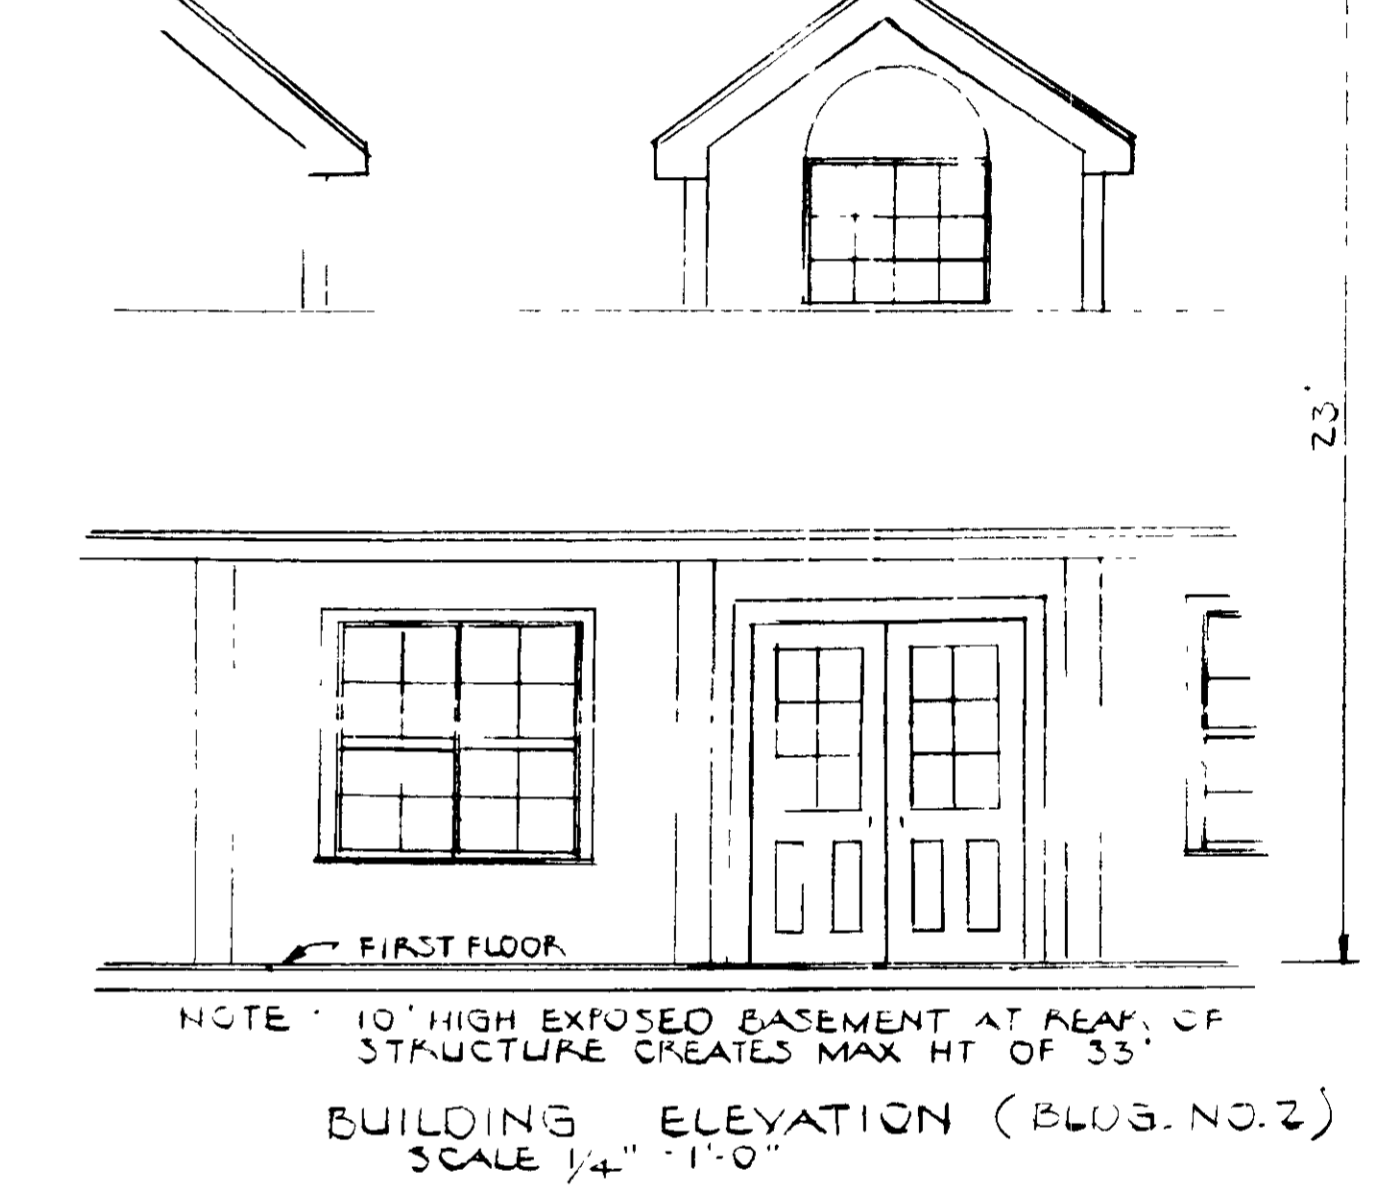 23'
FIRST FLOOR
NOTE : 10' HIGH EXPOSED BASEMENT AT REAR OF
STRUCTURE CREATES MAX HT OF 33'
BUILDING ELEVATION (BLDG. NO. 2)
SCALE 1/4" - 1'-0"